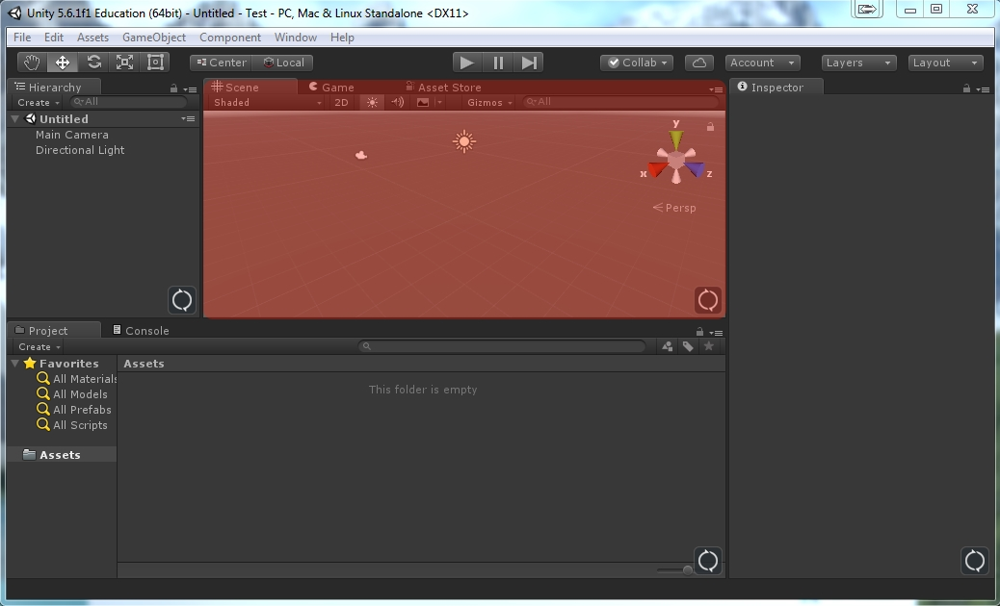 Unity 5.6.1f1 Education (64bit) - Untitled - Test - PC, Mac & Linux Standalone <DX11>
File Edit Assets GameObject Component Window Help
Center Local Collab Account Layers Layout
Hierarchy Scene Game Asset Store Inspector
Create All Shaded 2D Gizmos All
Untitled
Main Camera
Directional Light
y
x z
Persp
Project Console
Create
Favorites Assets
All Materials
All Models
All Prefabs
All Scripts
This folder is empty
Assets